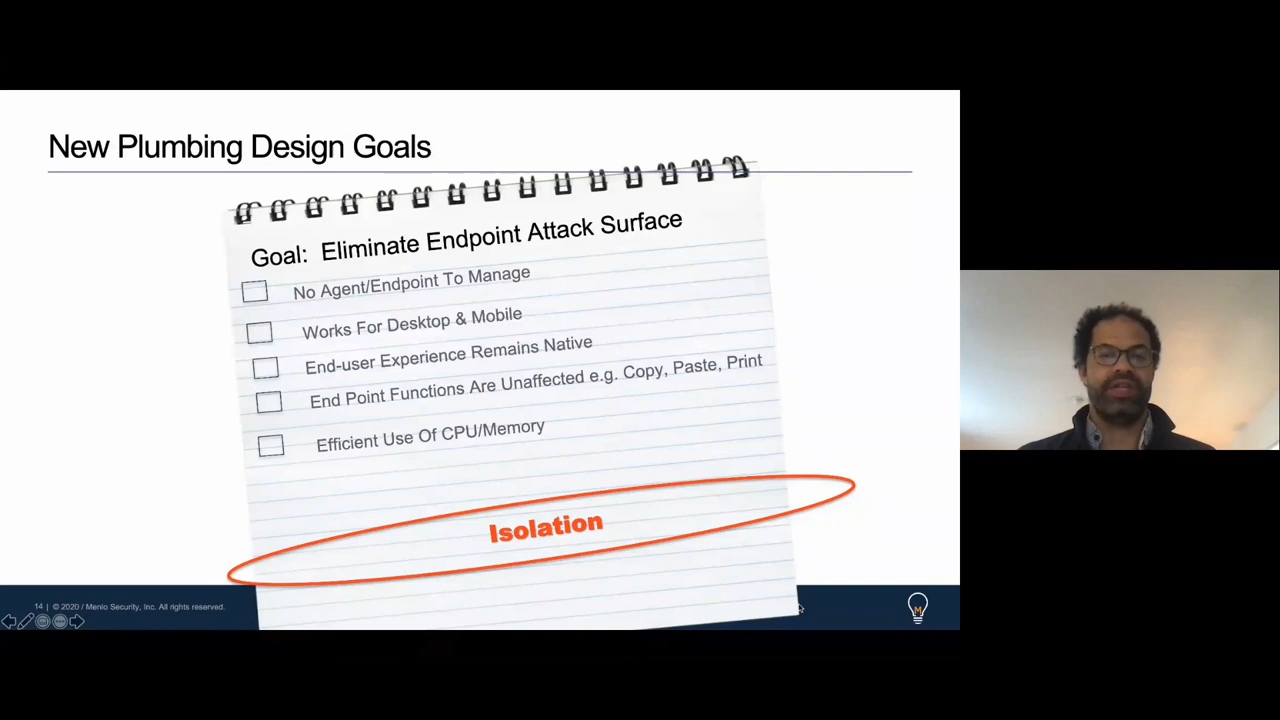 New Plumbing Design Goals
Goal: Eliminate Endpoint Attack Surface
No Agent/Endpoint To Manage
Works For Desktop & Mobile
End-user Experience Remains Native
End Point Functions Are Unaffected e.g. Copy, Paste, Print
Efficient Use Of CPU/Memory
Isolation
14 | © 2020 / Menlo Security, Inc. All rights reserved.
M